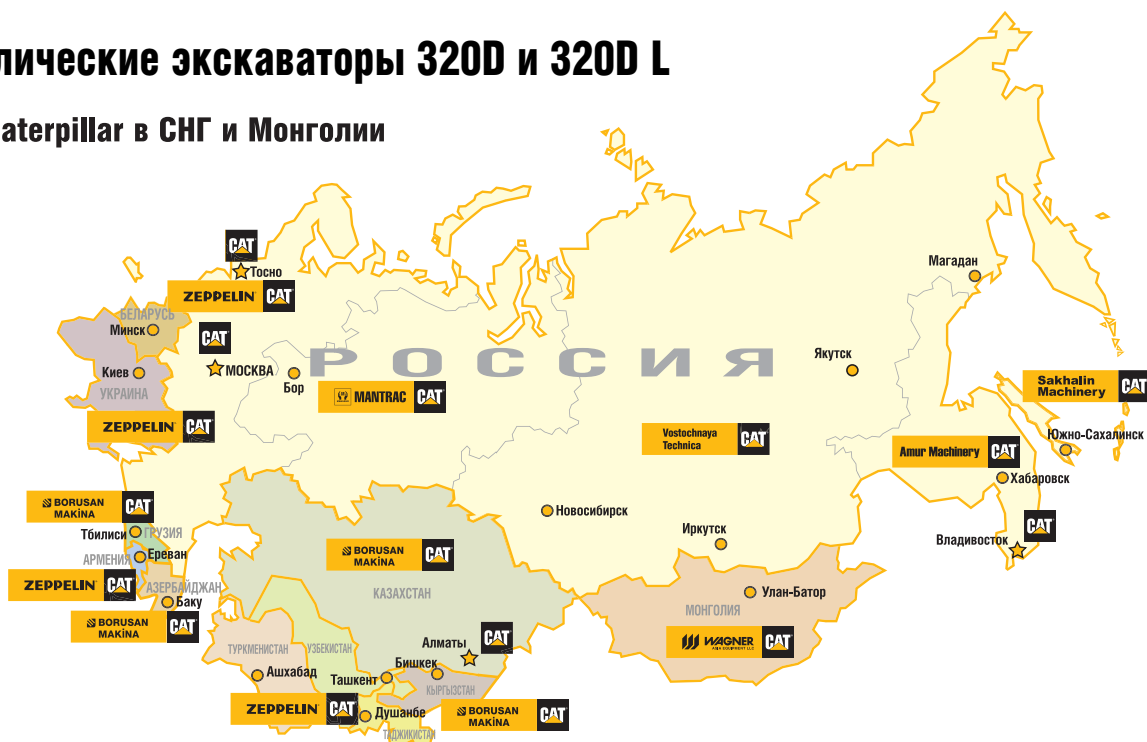 лические экскаваторы 320D и 320D L
aterpillar в СНГ и Монголии
CAT
Тосно
ZEPPELIN CAT
БЕЛАРУСЬ
Минск
CAT
МОСКВА
Киев
УКРАИНА
ZEPPELIN CAT
Бор
РОССИЯ
MANTRAC CAT
Магадан
Якутск
Sakhalin
Machinery CAT
Vostochnaya
Technica CAT
Amur Machinery CAT
Южно-Сахалинск
Хабаровск
CAT
Владивосток
Новосибирск
Иркутск
BORUSAN
MAKİNA CAT
Тбилиси
ГРУЗИЯ
АРМЕНИЯ
Ереван
ZEPPELIN CAT
АЗЕРБАЙДЖАН
Баку
BORUSAN
MAKİNA CAT
BORUSAN
MAKİNA CAT
КАЗАХСТАН
Улан-Батор
МОНГОЛИЯ
WAGNER CAT
ASIA EQUIPMENT LLC
Алматы
CAT
ТУРКМЕНИСТАН
УЗБЕКИСТАН
Бишкек
Ашхабад
Ташкент
КЫРГЫЗСТАН
ZEPPELIN CAT
Душанбе
BORUSAN
MAKİNA CAT
ТАДЖИКИСТАН